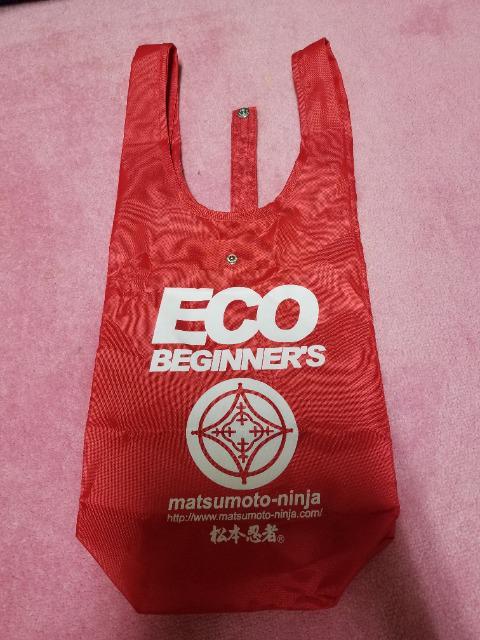 ECO
BEGINNER'S
matsumoto-ninja
http://www.matsumoto-ninja.com/
松本忍者®